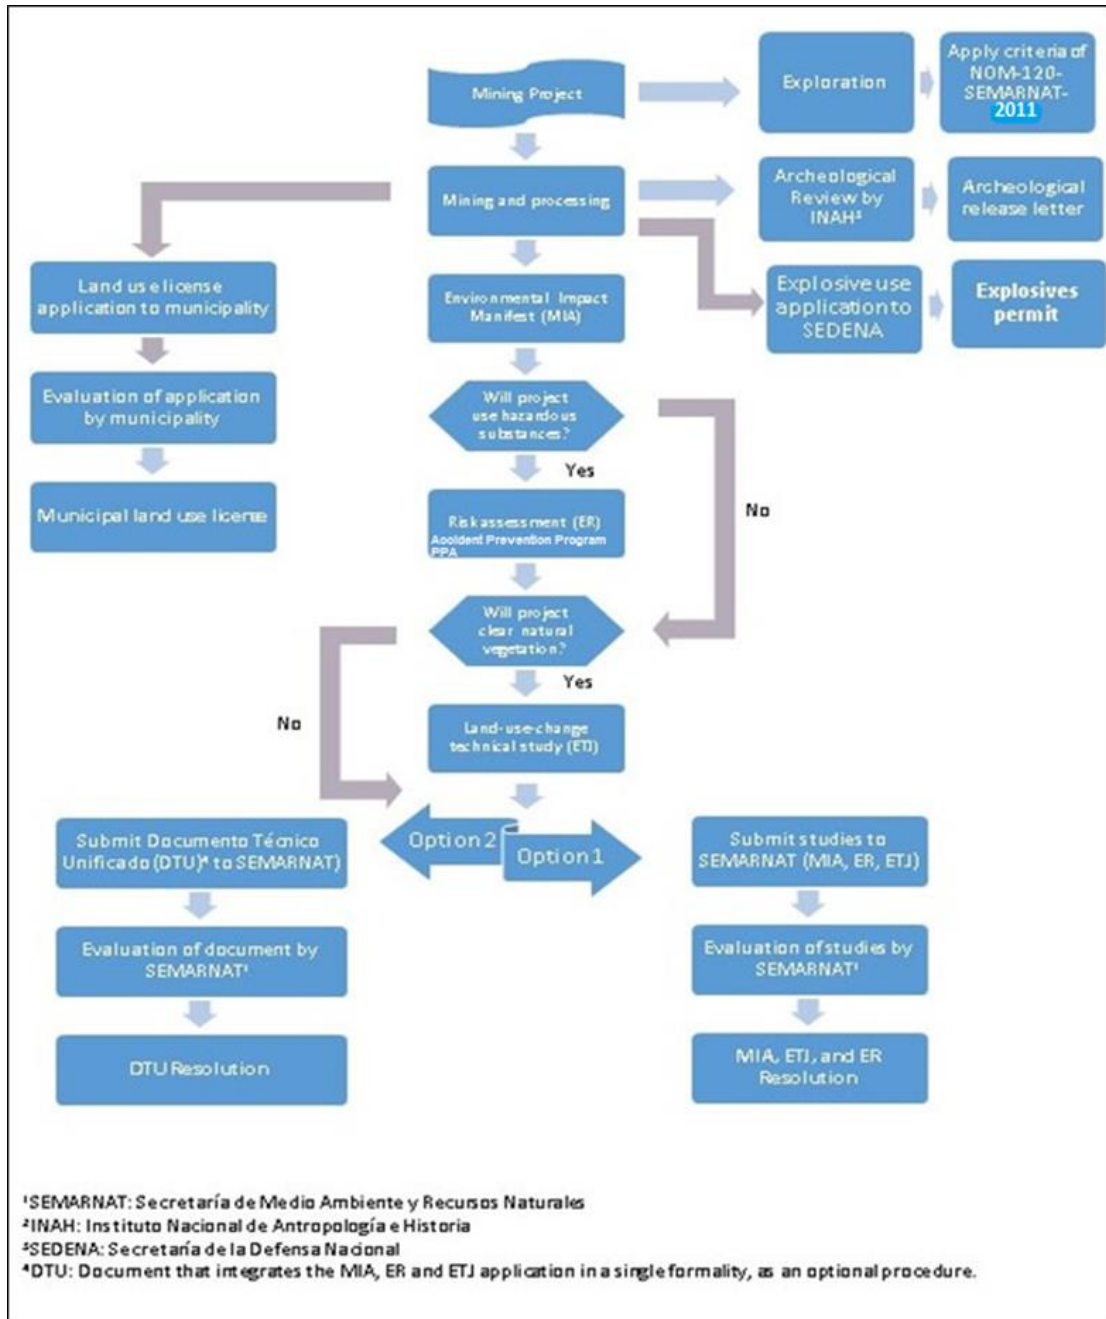 Mining Project
Exploration
Apply criteria of
NOM-120-
SEMARNAT-
2011
Mining and processing
Archeological
Review by
INAH²
Archeological
release letter
Land use license
application to municipality
Environmental Impact
Manifest (MIA)
Explosive use
application to
SEDENA
Explosives
permit
Evaluation of application
by municipality
Will project
use hazardous
substances?
Yes
Municipal land use license
Risk assessment (ER)
Accident Prevention Program
PPA
No
Will project
clear natural
vegetation?
Yes
No
Land-use-change
technical study (ETJ)
Option 2
Option 1
Submit Documento Técnico
Unificado (DTU)⁴ to SEMARNAT)
Submit studies to
SEMARNAT (MIA, ER, ETJ)
Evaluation of document by
SEMARNAT¹
Evaluation of studies by
SEMARNAT¹
DTU Resolution
MIA, ETJ, and ER
Resolution
¹SEMARNAT: Secretaría de Medio Ambiente y Recursos Naturales
²INAH: Instituto Nacional de Antropología e Historia
³SEDENA: Secretaría de la Defensa Nacional
⁴DTU: Document that integrates the MIA, ER and ETJ application in a single formality, as an optional procedure.